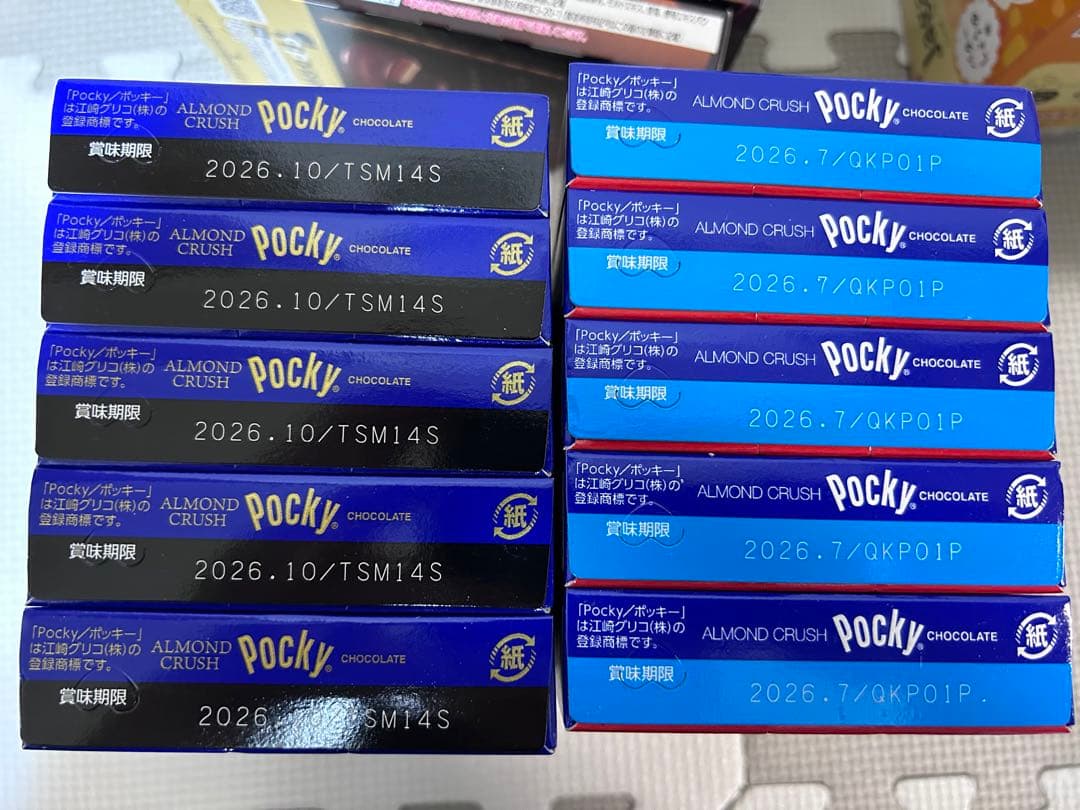 「Pocky／ポッキー」
は江崎グリコ(株)の
登録商標です。
ALMOND
CRUSH
Pocky®
CHOCOLATE
紙
賞味期限
2026.10/TSM14S
「Pocky／ポッキー」
は江崎グリコ(株)の
登録商標です。
ALMOND
CRUSH
Pocky®
CHOCOLATE
紙
賞味期限
2026.10/TSM14S
「Pocky／ポッキー」
は江崎グリコ(株)の
登録商標です。
ALMOND
CRUSH
Pocky®
CHOCOLATE
紙
賞味期限
2026.10/TSM14S
「Pocky／ポッキー」
は江崎グリコ(株)の
登録商標です。
ALMOND
CRUSH
Pocky®
CHOCOLATE
紙
賞味期限
2026.10/TSM14S
「Pocky／ポッキー」
は江崎グリコ(株)の
登録商標です。
ALMOND
CRUSH
Pocky®
CHOCOLATE
紙
賞味期限
2026 SM14S
「Pocky／ポッキー」
は江崎グリコ(株)の
登録商標です。
ALMOND CRUSH Pocky® CHOCOLATE
紙
賞味期限
2026.7/QKP01P
「Pocky／ポッキー」
は江崎グリコ(株)の
登録商標です。
ALMOND CRUSH Pocky® CHOCOLATE
紙
賞味期限
2026.7/QKP01P
「Pocky／ポッキー」
は江崎グリコ(株)の
登録商標です。
ALMOND CRUSH Pocky® CHOCOLATE
紙
賞味期限
2026.7/QKP01P
「Pocky／ポッキー」
は江崎グリコ(株)の
登録商標です。
ALMOND CRUSH Pocky® CHOCOLATE
紙
賞味期限
2026.7/QKP01P
「Pocky／ポッキー」
は江崎グリコ(株)の
登録商標です。
ALMOND CRUSH Pocky® CHOCOLATE
紙
賞味期限
2026.7/QKP01P.